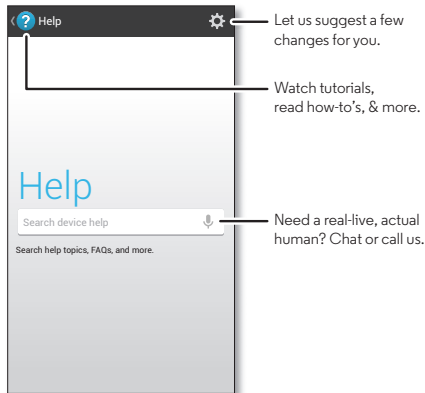 ? Help
Let us suggest a few
changes for you.
Watch tutorials,
read how-to's, & more.
Help
Search device help
Need a real-live, actual
human? Chat or call us.
Search help topics, FAQs, and more.